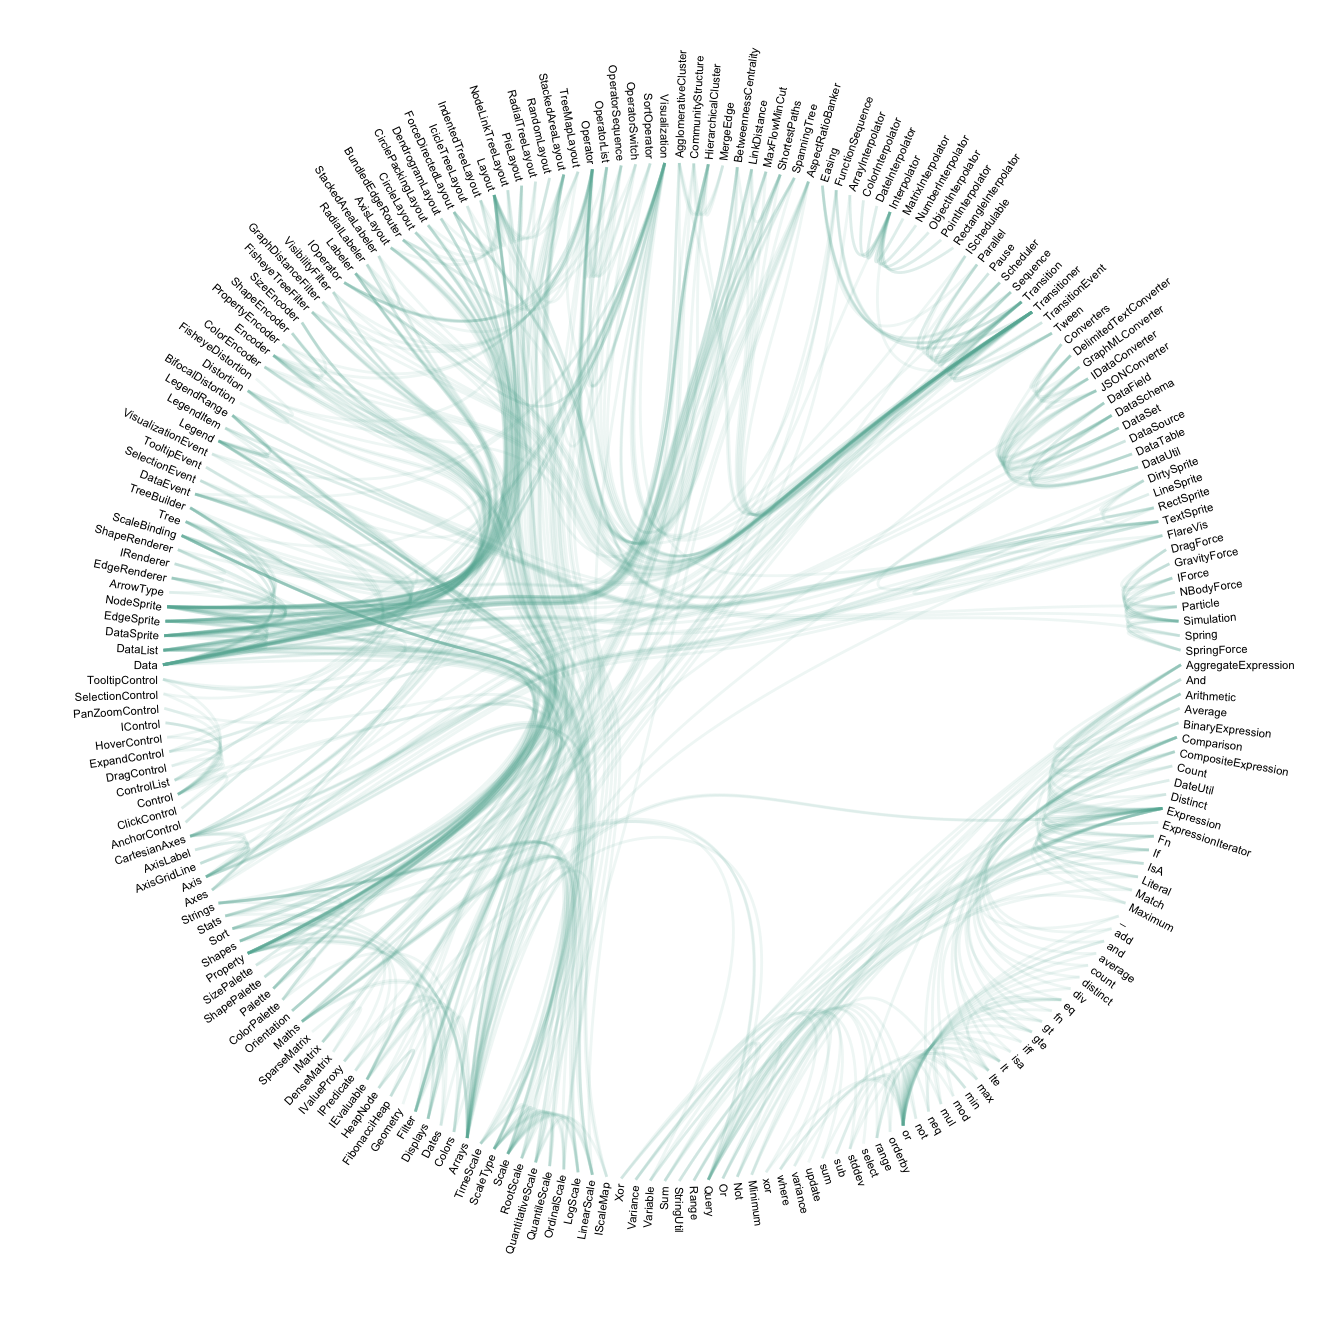 AgglomerativeCluster
CommunityStructure
HierarchicalCluster
MergeEdge
BetweennessCentrality
LinkDistance
MaxFlowMinCut
ShortestPaths
SpanningTree
AspectRatioBanker
Easing
FunctionSequence
ArrayInterpolator
ColorInterpolator
DateInterpolator
Interpolator
MatrixInterpolator
NumberInterpolator
ObjectInterpolator
PointInterpolator
RectangleInterpolator
ISchedulable
Parallel
Pause
Scheduler
Sequence
Transition
Transitioner
TransitionEvent
Tween
Converters
DelimitedTextConverter
GraphMLConverter
IDataConverter
JSONConverter
DataField
DataSchema
DataSet
DataSource
DataTable
DataUtil
DirtySprite
LineSprite
RectSprite
TextSprite
FlareVis
DragForce
GravityForce
IForce
NBodyForce
Particle
Simulation
Spring
SpringForce
AggregateExpression
And
Arithmetic
Average
BinaryExpression
Comparison
CompositeExpression
Count
DateUtil
Distinct
Expression
ExpressionIterator
Fn
If
IsA
Literal
Match
Maximum
_
add
and
average
count
distinct
div
eq
fn
gt
gte
iff
isa
lt
lte
max
min
mod
mul
neq
not
or
orderby
range
select
stddev
sub
sum
update
variance
where
xor
Minimum
Not
Or
Query
Range
StringUtil
Sum
Variable
Variance
Xor
IScaleMap
LinearScale
LogScale
OrdinalScale
QuantileScale
QuantitativeScale
RootScale
Scale
ScaleType
TimeScale
Arrays
Colors
Dates
Displays
Filter
Geometry
FibonacciHeap
HeapNode
IEvaluable
IPredicate
IValueProxy
DenseMatrix
IMatrix
SparseMatrix
Maths
Orientation
ColorPalette
Palette
ShapePalette
SizePalette
Property
Shapes
Sort
Stats
Strings
Axes
Axis
AxisGridLine
AxisLabel
CartesianAxes
AnchorControl
ClickControl
Control
ControlList
DragControl
ExpandControl
HoverControl
IControl
PanZoomControl
SelectionControl
TooltipControl
Data
DataList
DataSprite
EdgeSprite
NodeSprite
ArrowType
EdgeRenderer
IRenderer
ShapeRenderer
ScaleBinding
Tree
TreeBuilder
DataEvent
SelectionEvent
TooltipEvent
VisualizationEvent
Legend
LegendItem
LegendRange
BifocalDistortion
Distortion
FisheyeDistortion
ColorEncoder
Encoder
PropertyEncoder
ShapeEncoder
SizeEncoder
FisheyeTreeFilter
GraphDistanceFilter
VisibilityFilter
IOperator
Labeler
RadialLabeler
StackedAreaLabeler
AxisLayout
BundledEdgeRouter
CircleLayout
CirclePackingLayout
DendrogramLayout
ForceDirectedLayout
IcicleTreeLayout
IndentedTreeLayout
Layout
NodeLinkTreeLayout
PieLayout
RadialTreeLayout
RandomLayout
StackedAreaLayout
TreeMapLayout
Operator
OperatorList
OperatorSequence
OperatorSwitch
SortOperator
Visualization